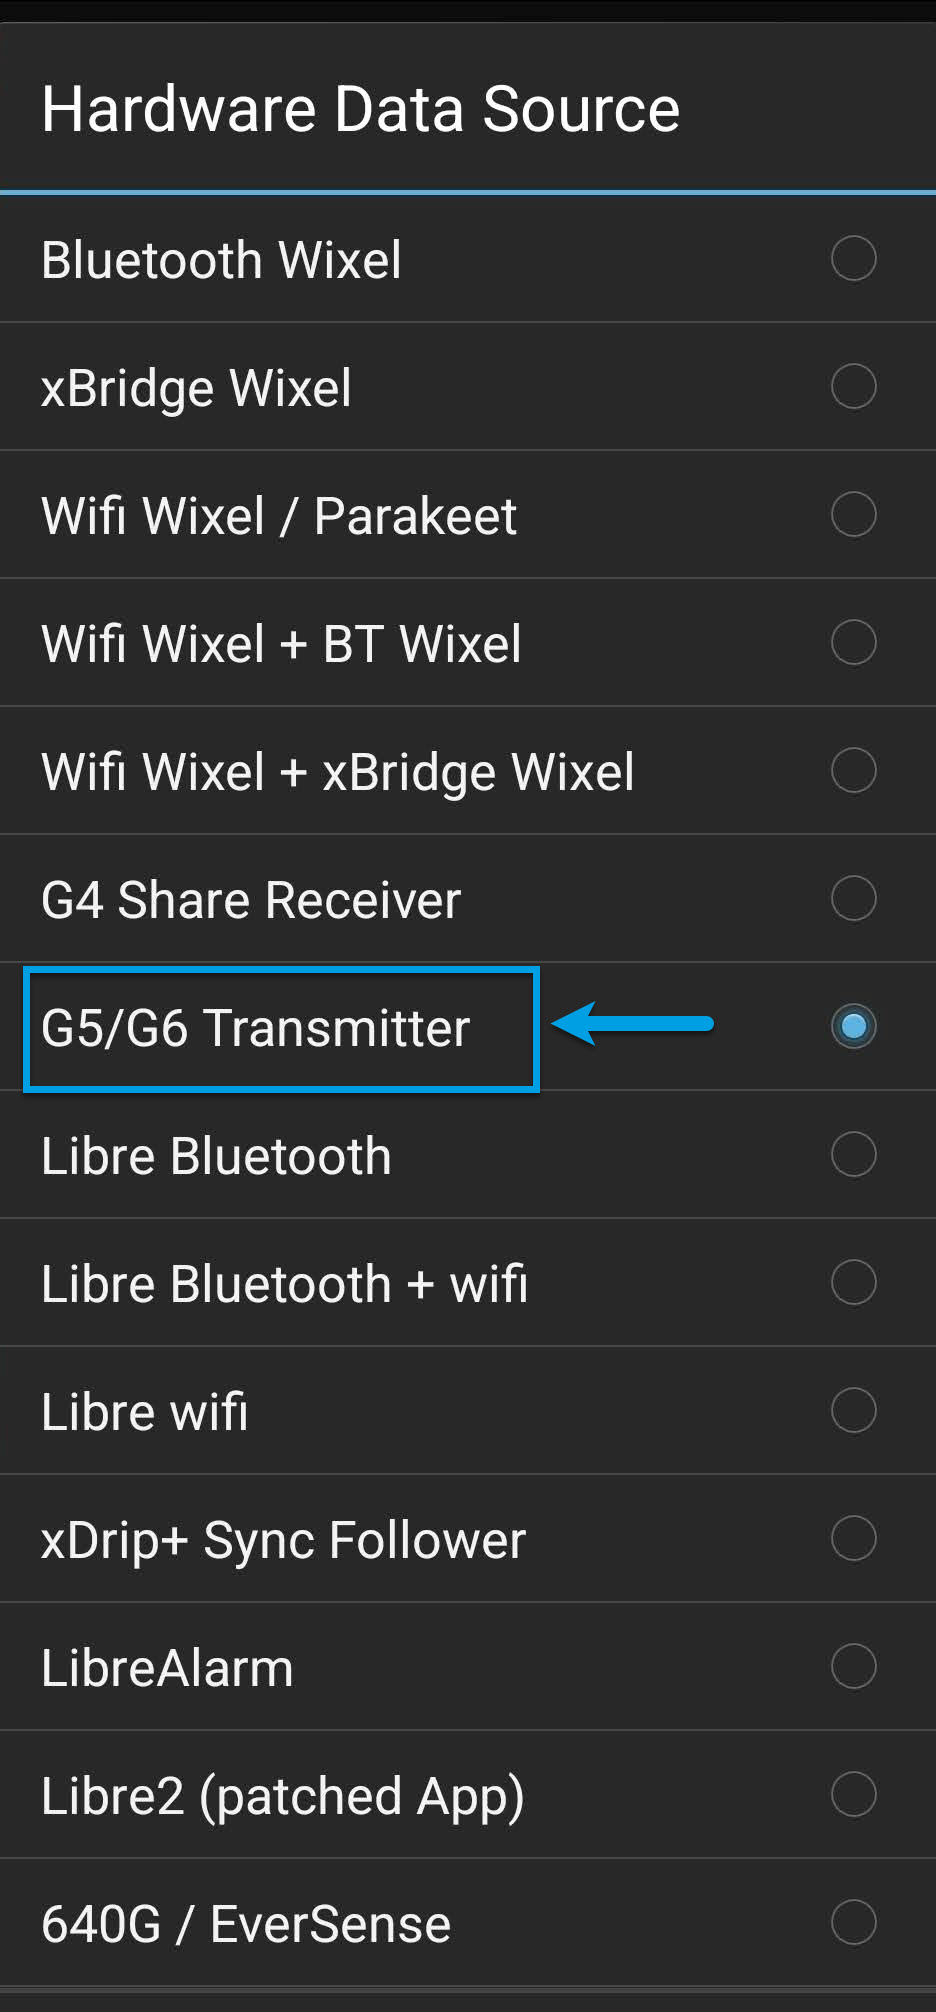 Hardware Data Source
Bluetooth Wixel
xBridge Wixel
Wifi Wixel / Parakeet
Wifi Wixel + BT Wixel
Wifi Wixel + xBridge Wixel
G4 Share Receiver
G5/G6 Transmitter
Libre Bluetooth
Libre Bluetooth + wifi
Libre wifi
xDrip+ Sync Follower
LibreAlarm
Libre2 (patched App)
640G / EverSense